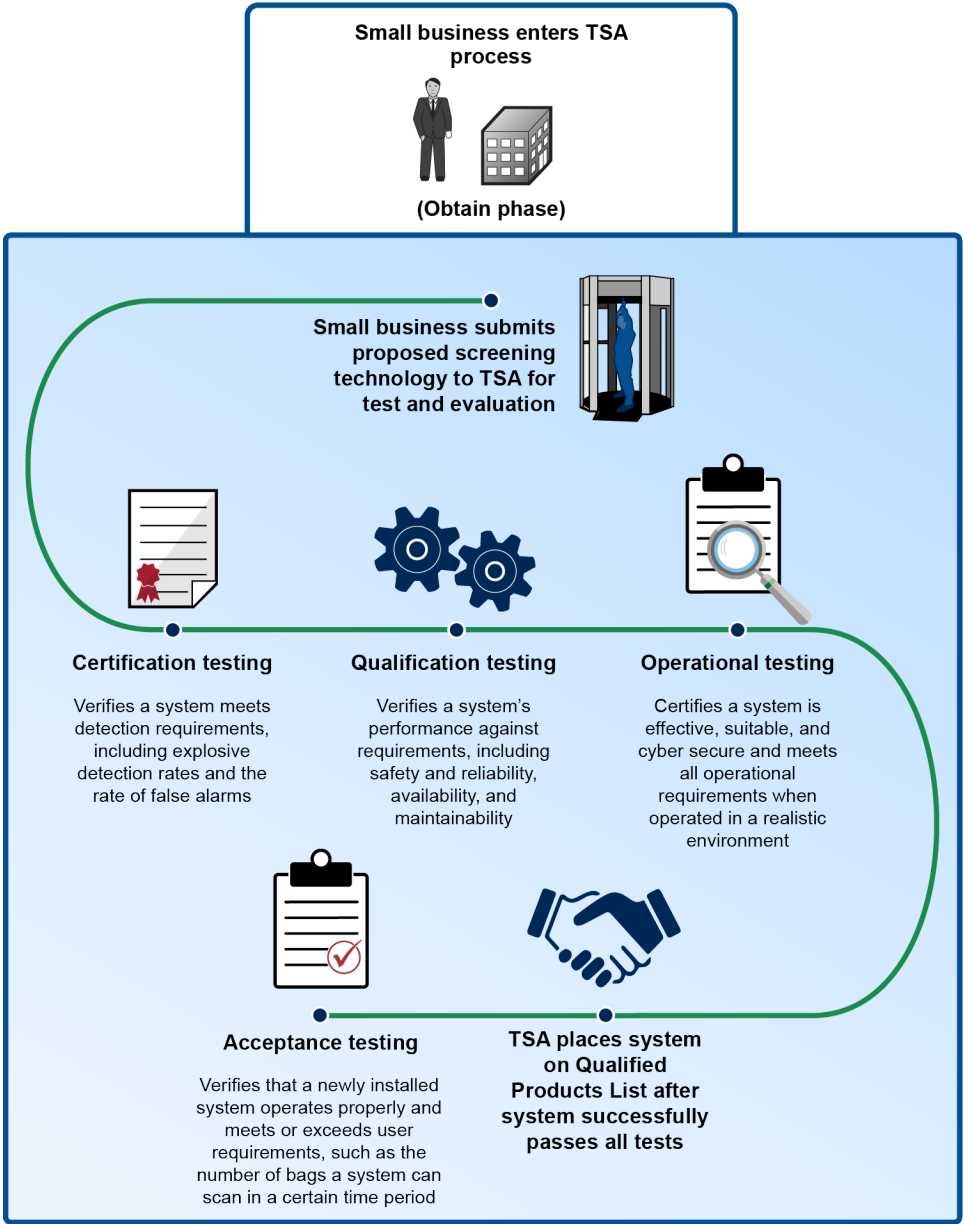 Small business enters TSA
process
(Obtain phase)
Small business submits
proposed screening
technology to TSA for
test and evaluation
Certification testing
Verifies a system meets
detection requirements,
including explosive
detection rates and the
rate of false alarms
Qualification testing
Verifies a system’s
performance against
requirements, including
safety and reliability,
availability, and
maintainability
Operational testing
Certifies a system is
effective, suitable, and
cyber secure and meets
all operational
requirements when
operated in a realistic
environment
TSA places system
on Qualified
Products List after
system successfully
passes all tests
Acceptance testing
Verifies that a newly installed
system operates properly and
meets or exceeds user
requirements, such as the
number of bags a system can
scan in a certain time period